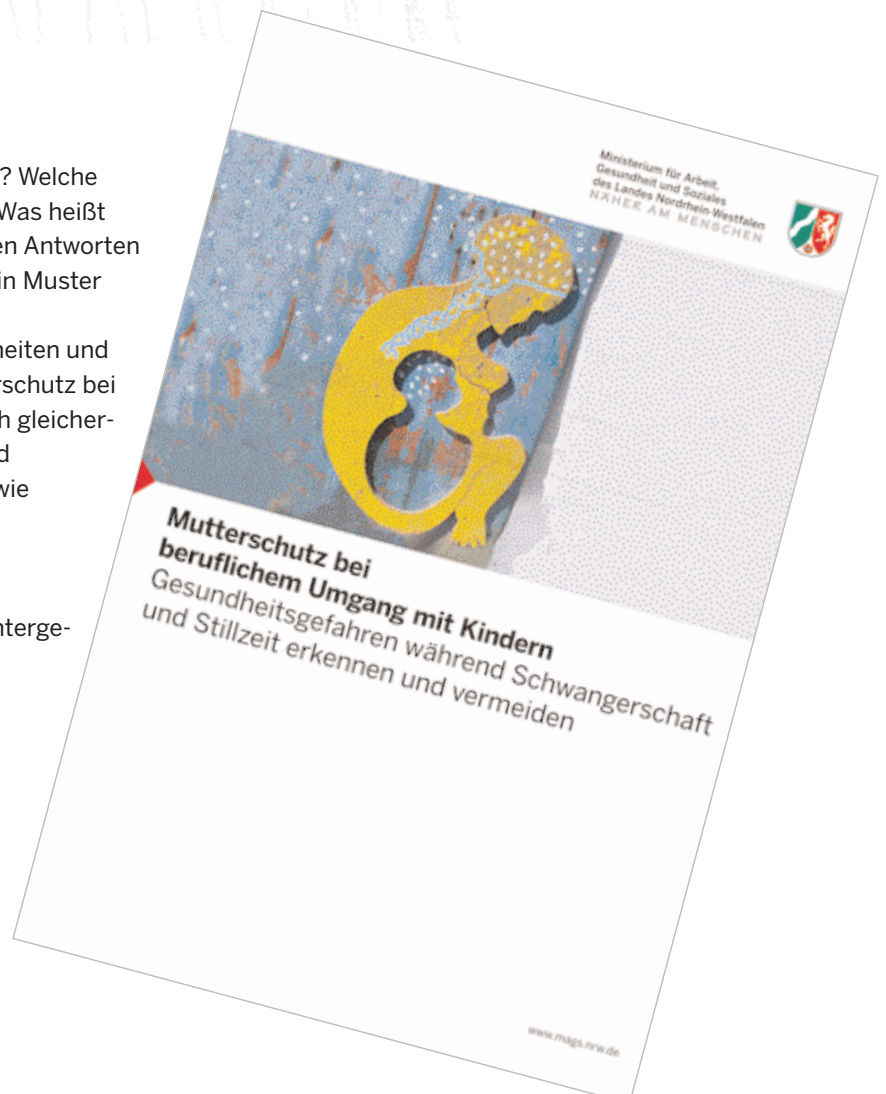 ? Welche
Was heißt
en Antworten
in Muster
heiten und
rschutz bei
h gleicher-
d
wie
nterge-
Ministerium für Arbeit,
Gesundheit und Soziales
des Landes Nordrhein-Westfalen
NÄHER AM MENSCHEN
Mutterschutz bei
beruflichem Umgang mit Kindern
Gesundheitsgefahren während Schwangerschaft
und Stillzeit erkennen und vermeiden
www.mags.nrw.de